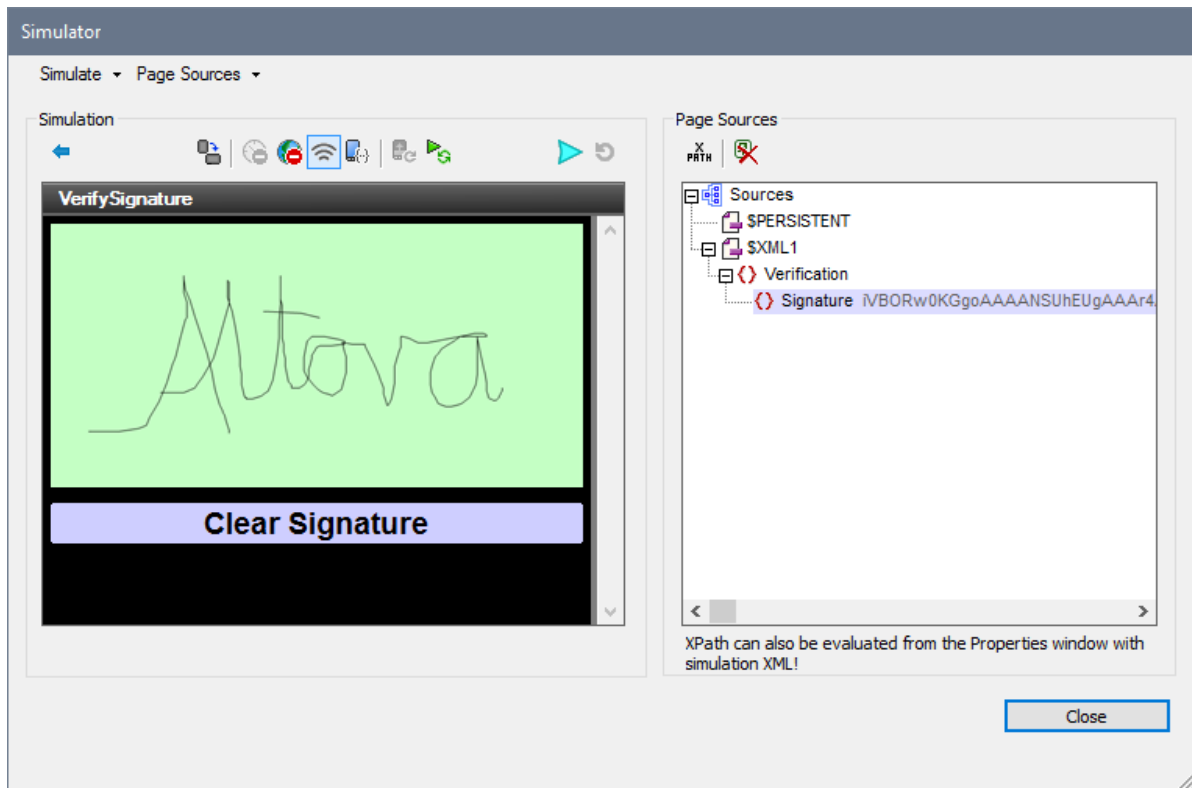 Simulator
Simulate Page Sources
Simulation
VerifySignature
Altova
Clear Signature
Page Sources
X
PATH
Sources
$PERSISTENT
$XML1
{} Verification
{} Signature iVBORw0KGgoAAAANSUhEUgAAAr4
XPath can also be evaluated from the Properties window with
simulation XML!
Close